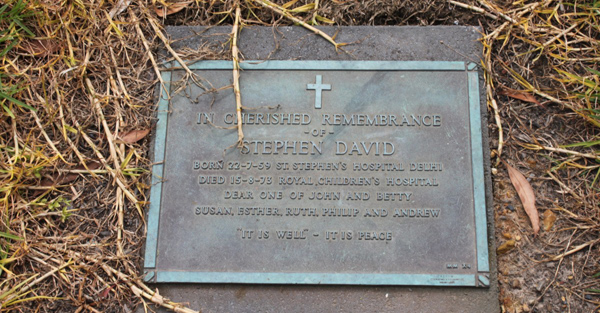 IN CHERISHED REMEMBRANCE
- OF -
STEPHEN DAVID
BORN 22-7-59 ST. STEPHEN'S HOSPITAL DELHI
DIED 15-8-73 ROYAL CHILDREN'S HOSPITAL
DEAR ONE OF JOHN AND BETTY
SUSAN, ESTHER, RUTH, PHILIP AND ANDREW
"IT IS WELL" - IT IS PEACE